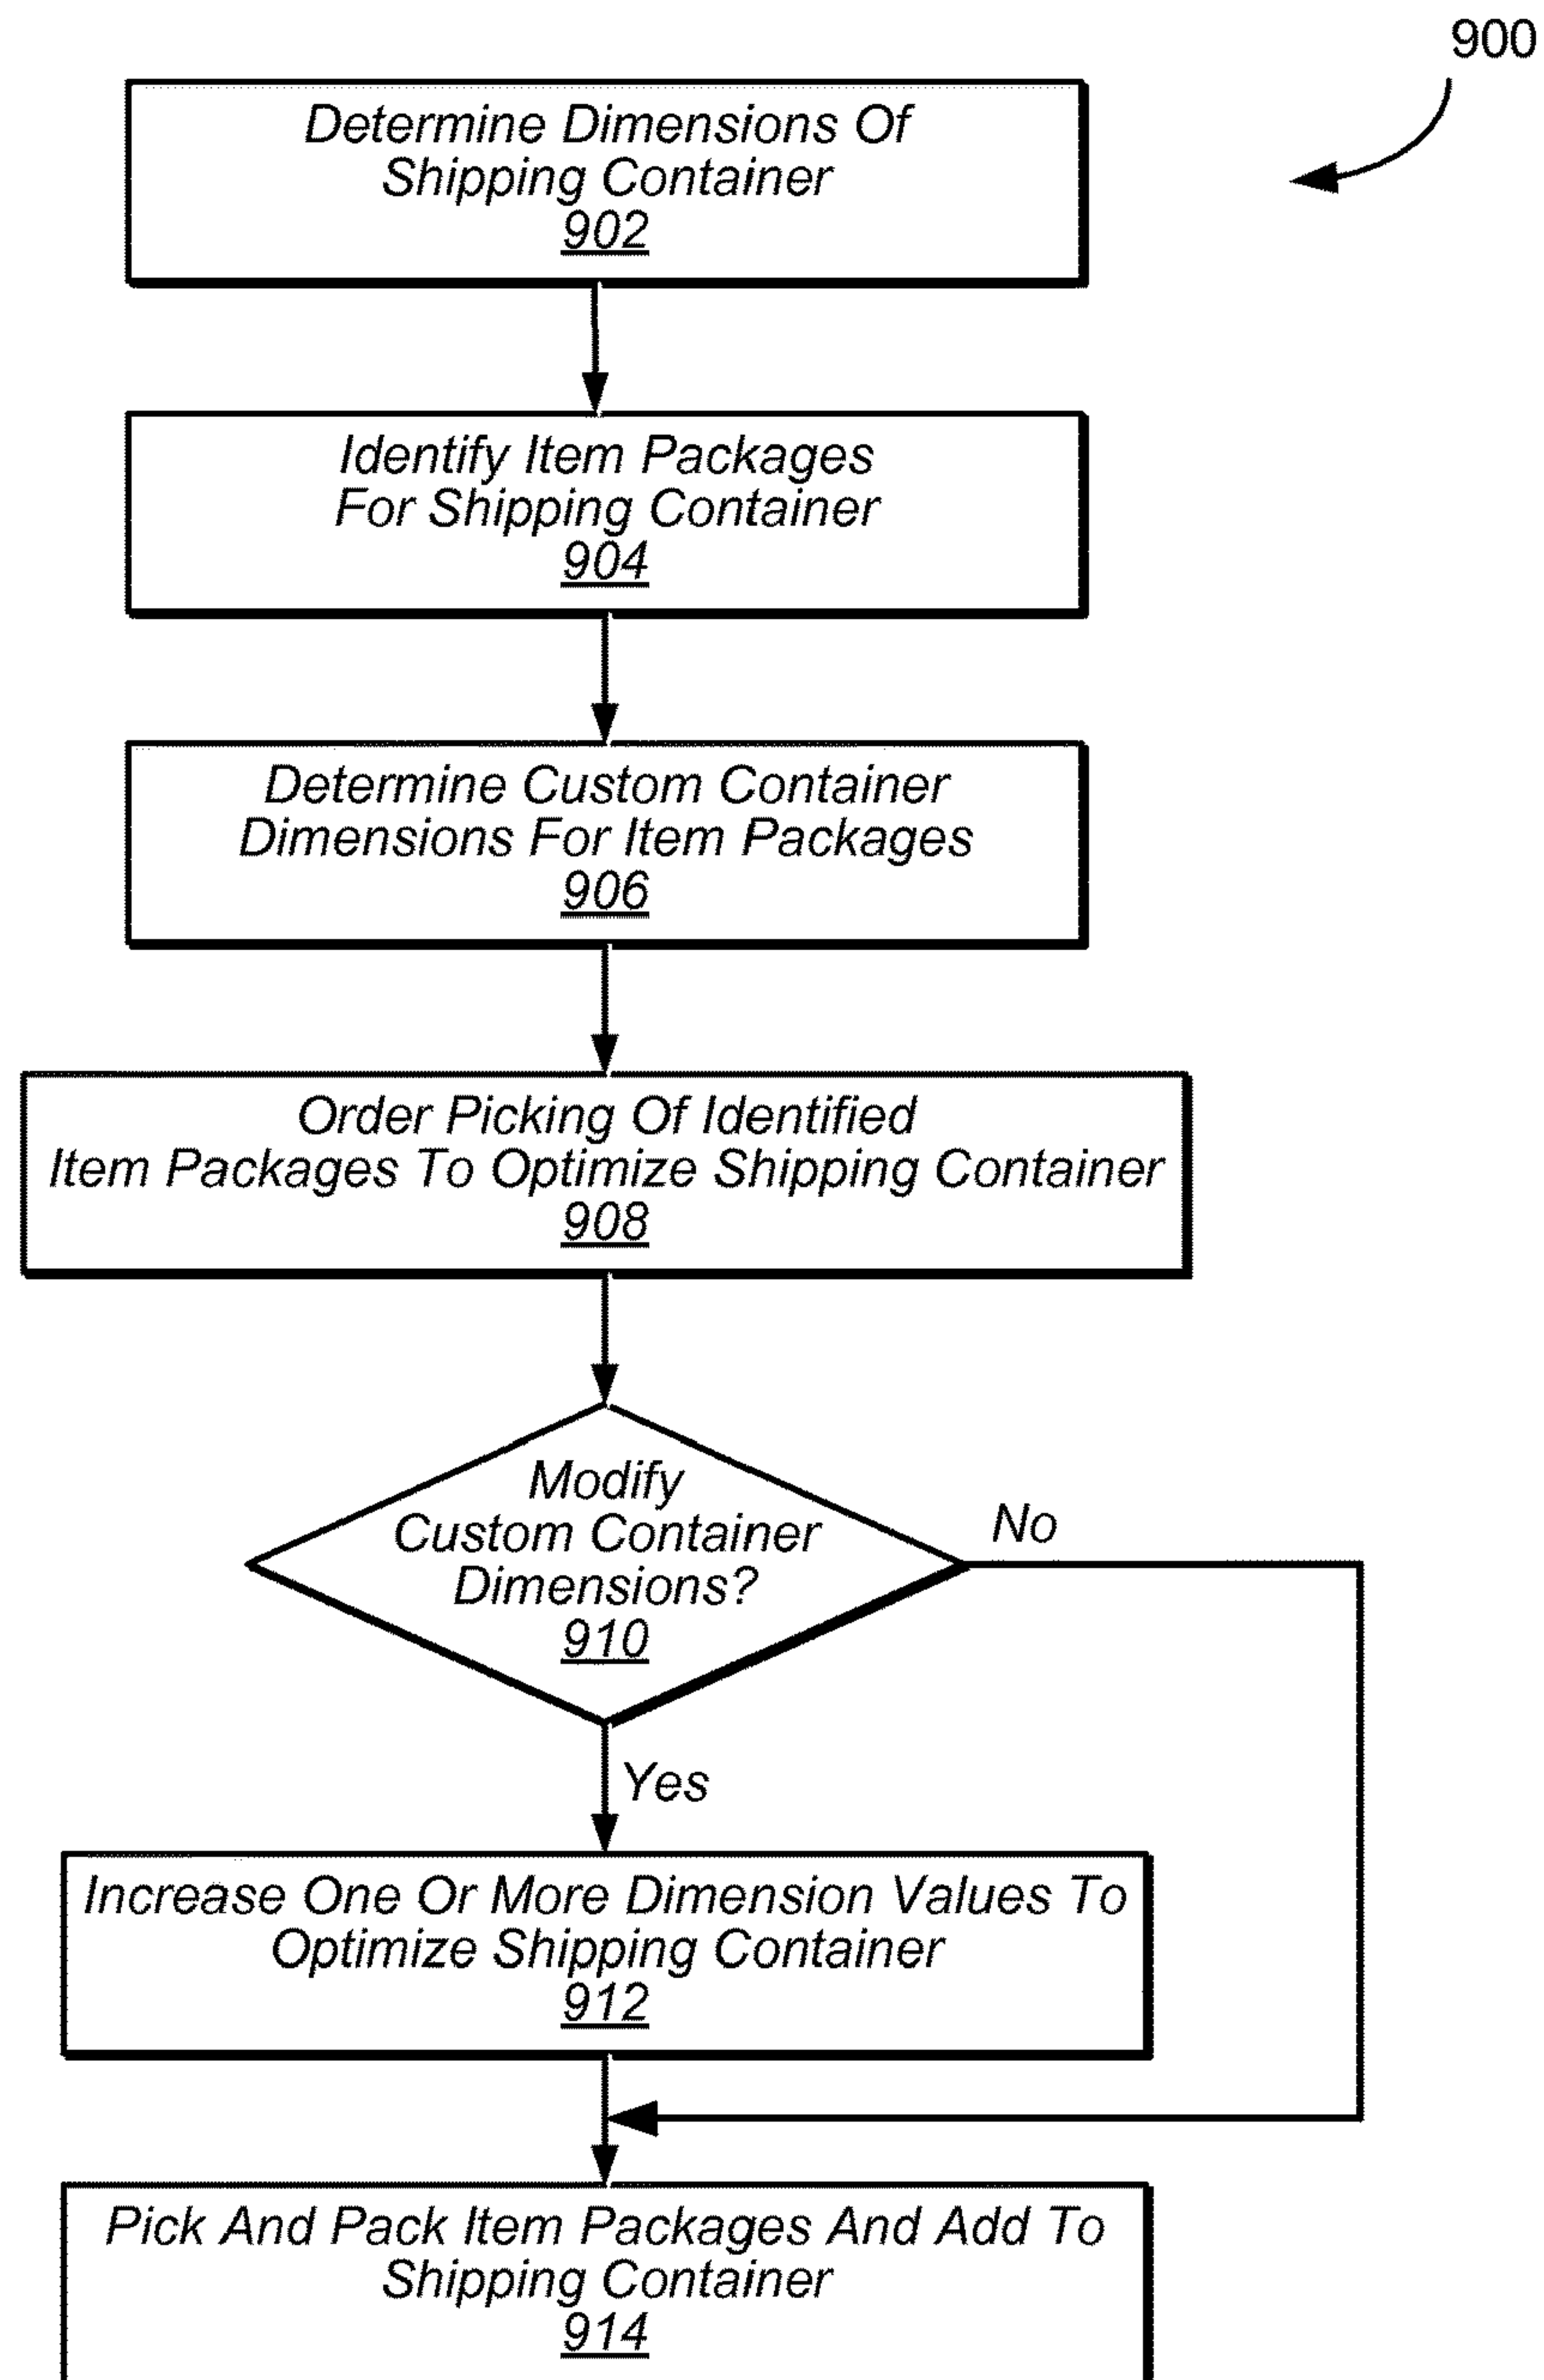 900
Determine Dimensions Of
Shipping Container
902
Identify Item Packages
For Shipping Container
904
Determine Custom Container
Dimensions For Item Packages
906
Order Picking Of Identified
Item Packages To Optimize Shipping Container
908
Modify
Custom Container
Dimensions?
910
No
Yes
Increase One Or More Dimension Values To
Optimize Shipping Container
912
Pick And Pack Item Packages And Add To
Shipping Container
914